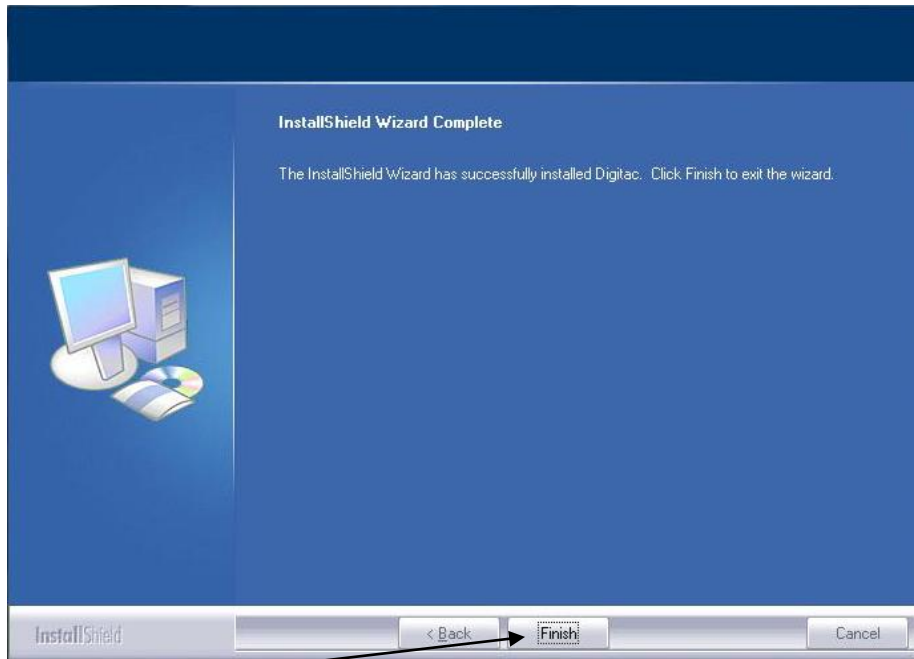 InstallShield Wizard Complete
The InstallShield Wizard has successfully installed Digitac. Click Finish to exit the wizard.
InstallShield
< Back
Finish
Cancel